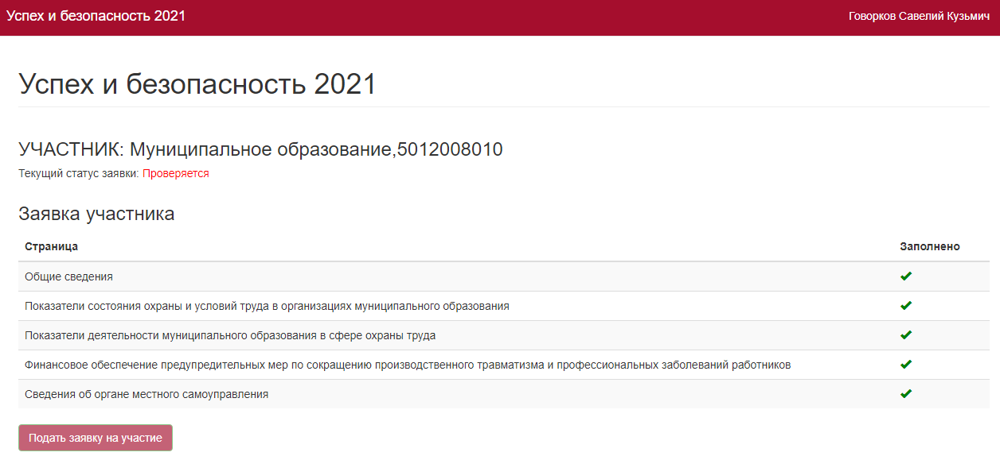 Успех и безопасность 2021
Говорков Савелий Кузьмич
Успех и безопасность 2021
УЧАСТНИК: Муниципальное образование,5012008010
Текущий статус заявки: Проверяется
Заявка участника
Страница Заполнено
Общие сведения
Показатели состояния охраны и условий труда в организациях муниципального образования
Показатели деятельности муниципального образования в сфере охраны труда
Финансовое обеспечение предупредительных мер по сокращению производственного травматизма и профессиональных заболеваний работников
Сведения об органе местного самоуправления
Подать заявку на участие